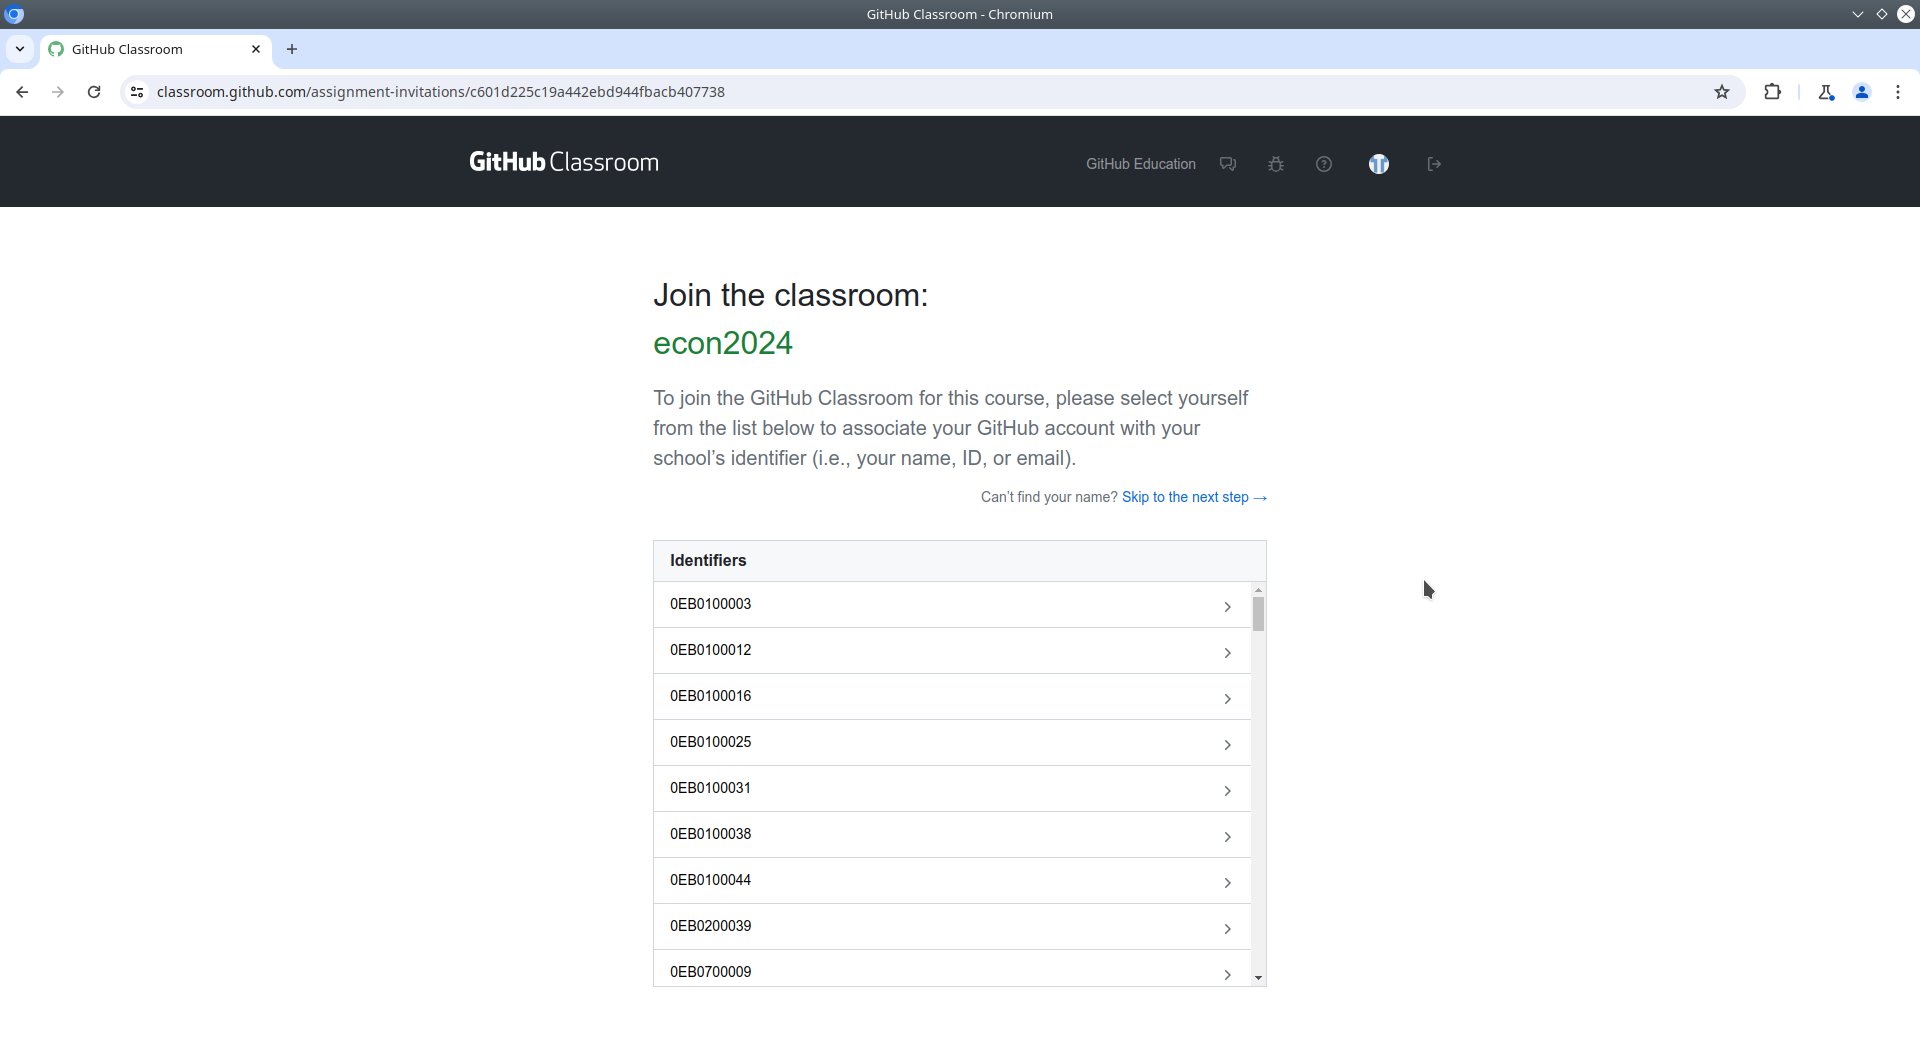 GitHub Classroom - Chromium
GitHub Classroom
classroom.github.com/assignment-invitations/c601d225c19a442ebd944fbacb407738
GitHub Classroom
GitHub Education
Join the classroom:
econ2024
To join the GitHub Classroom for this course, please select yourself
from the list below to associate your GitHub account with your
school’s identifier (i.e., your name, ID, or email).
Can’t find your name? Skip to the next step →
Identifiers
0EB0100003
0EB0100012
0EB0100016
0EB0100025
0EB0100031
0EB0100038
0EB0100044
0EB0200039
0EB0700009